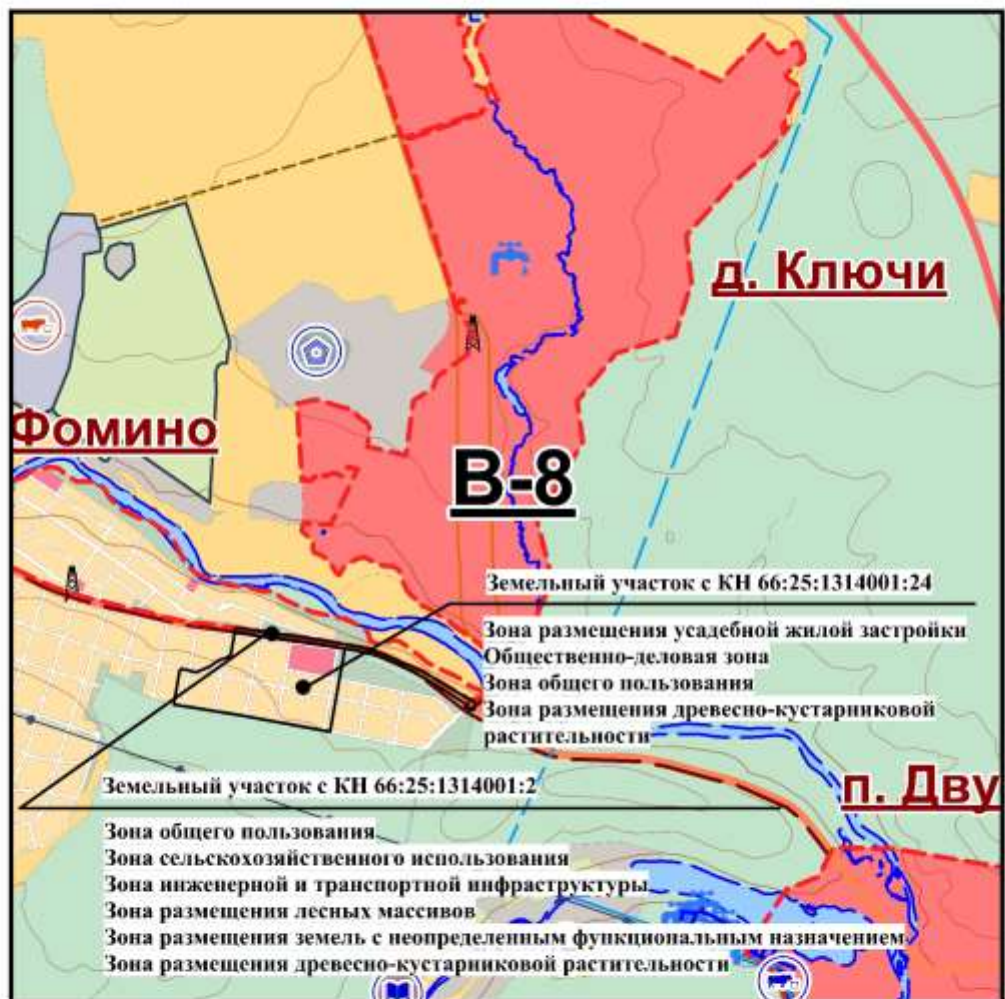 д. Ключи
Фомино
В-8
Земельный участок с КН 66:25:1314001:24
Зона размещения усадебной жилой застройки
Общественно-деловая зона
Зона общего пользования
Зона размещения древесно-кустарниковой
растительности
п. Дву
Земельный участок с КН 66:25:1314001:2
Зона общего пользования
Зона сельскохозяйственного использования
Зона инженерной и транспортной инфраструктуры
Зона размещения лесных массивов
Зона размещения земель с неопределенным функциональным назначением
Зона размещения древесно-кустарниковой растительности